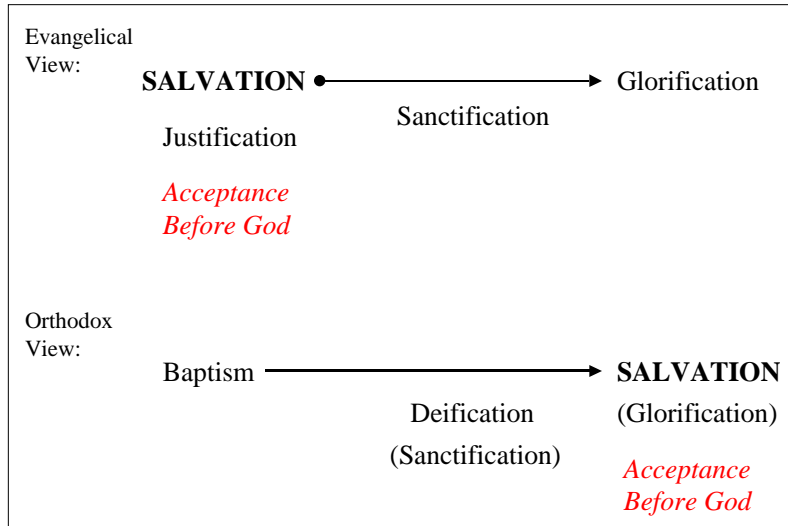 Evangelical
View:
SALVATION
Glorification
Sanctification
Justification
Acceptance
Before God
Orthodox
View:
Baptism
SALVATION
Deification
(Glorification)
(Sanctification)
Acceptance
Before God